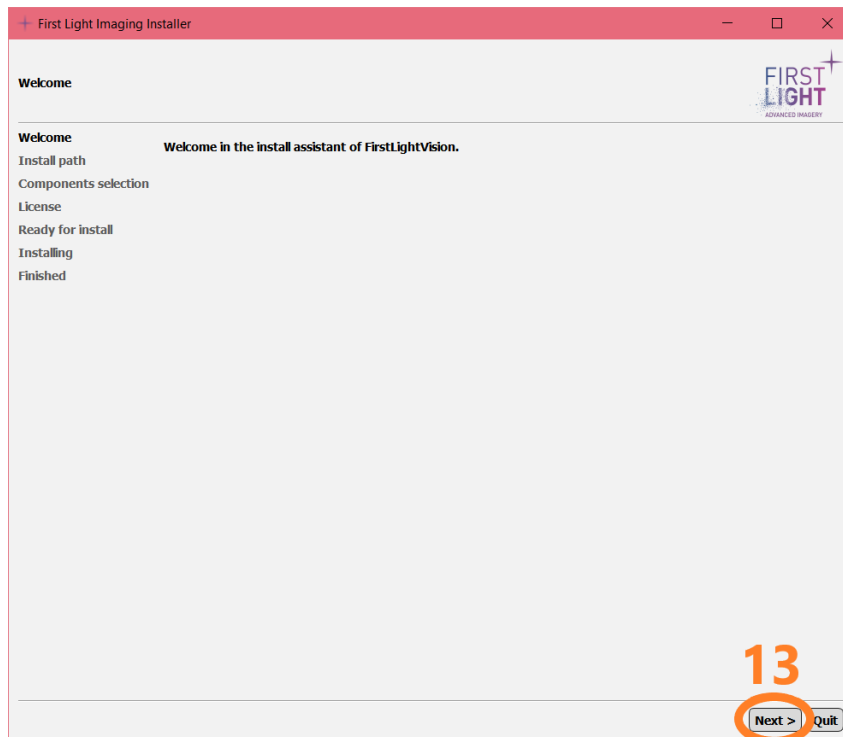 First Light Imaging Installer
Welcome
FIRST
LIGHT
ADVANCED IMAGERY
Welcome
Install path
Components selection
License
Ready for install
Installing
Finished
Welcome in the install assistant of FirstLightVision.
13
Next >
Quit